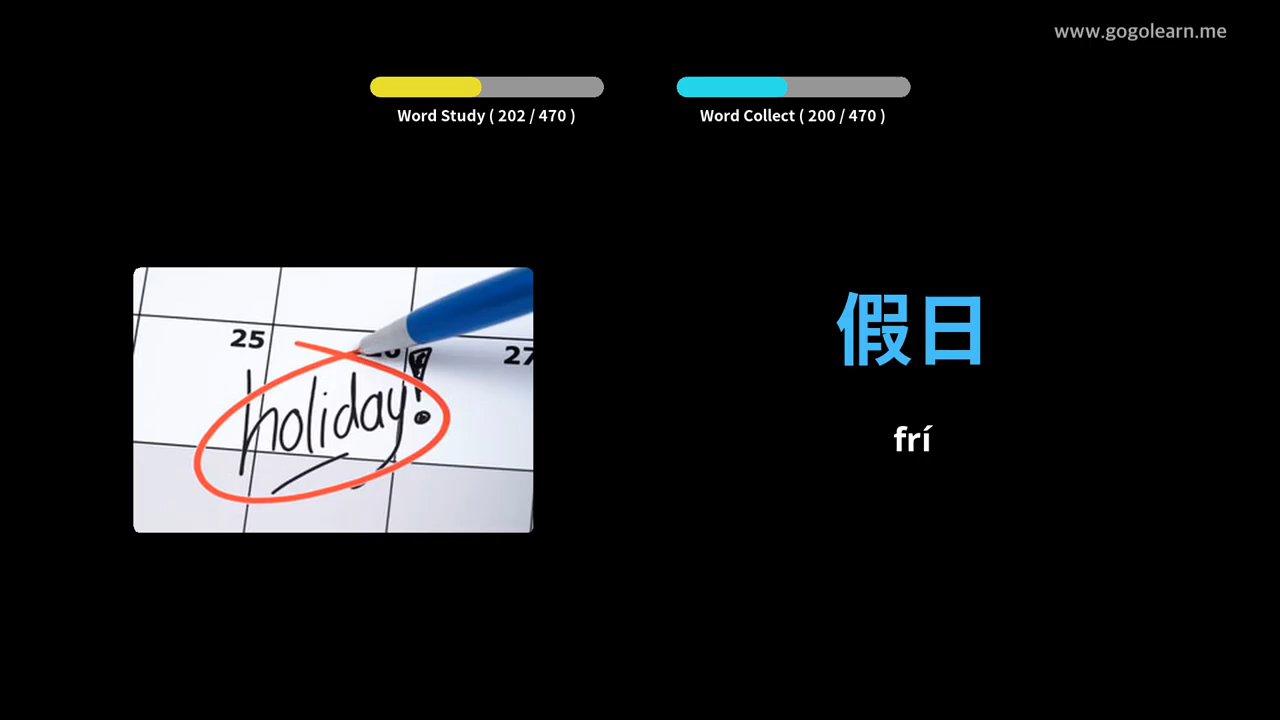 www.gogolearn.me
Word Study ( 202 / 470 )
Word Collect ( 200 / 470 )
25
27
holiday!
假日
frí